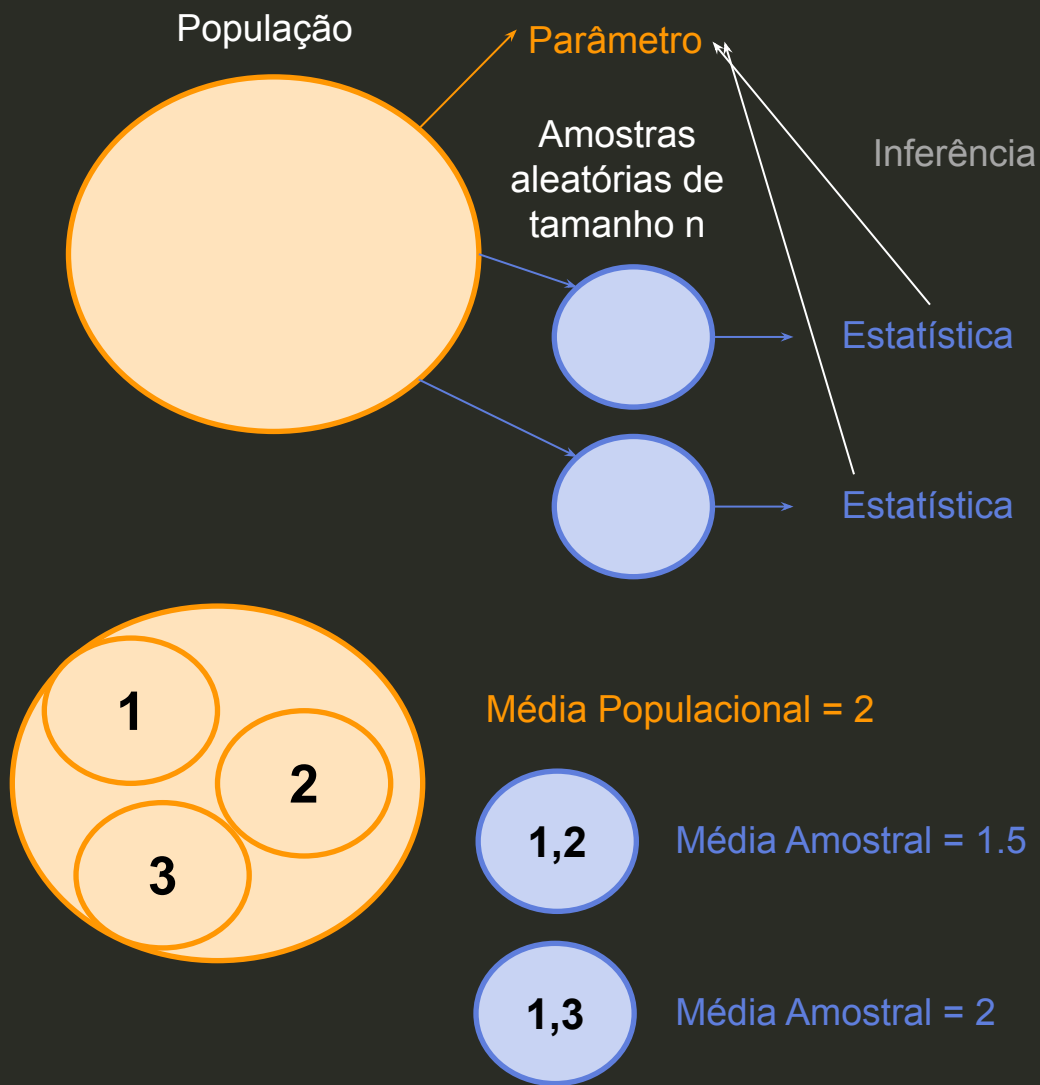 População
Parâmetro
Amostras
aleatórias de
tamanho n
Inferência
Estatística
Estatística
1
2
3
Média Populacional = 2
1,2
Média Amostral = 1.5
1,3
Média Amostral = 2